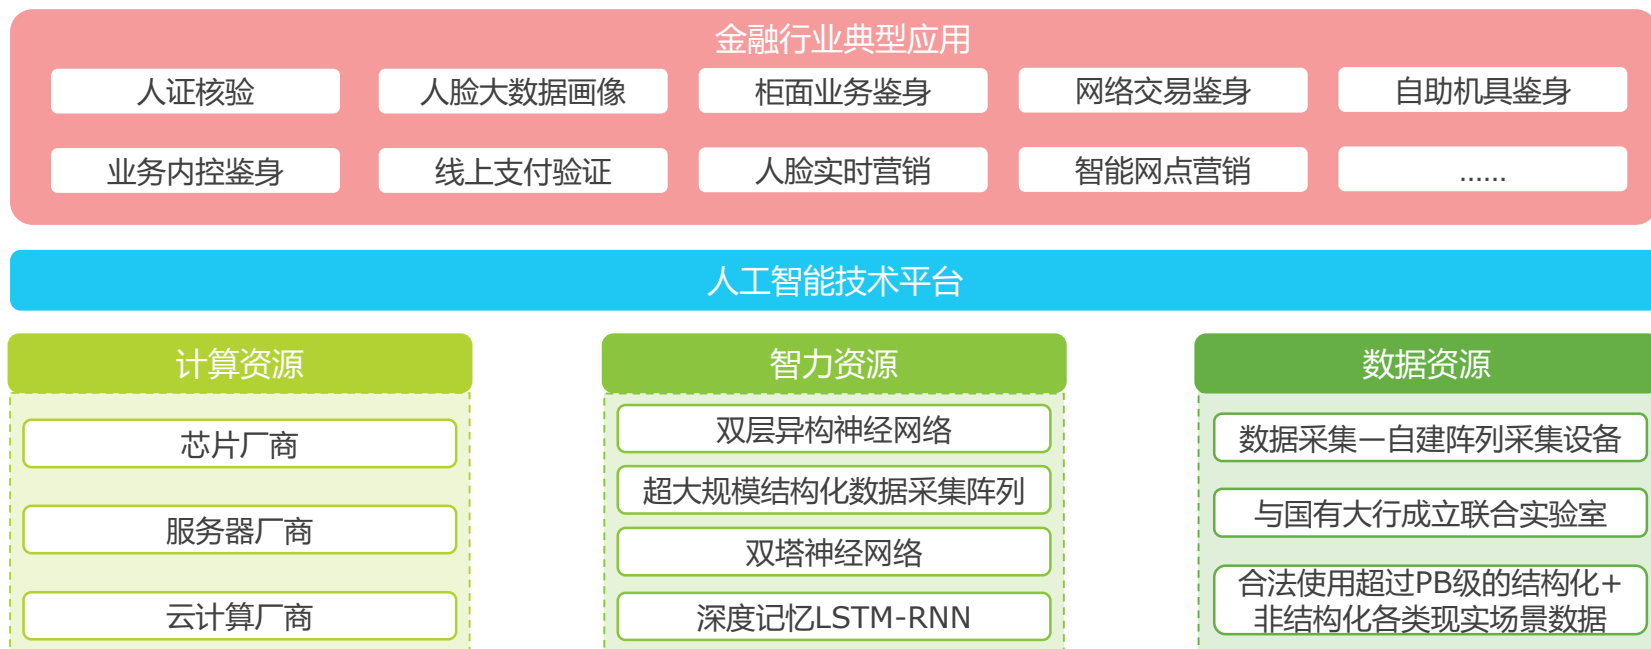 金融行业典型应用
人证核验
人脸大数据画像
柜面业务鉴身
网络交易鉴身
自助机具鉴身
业务内控鉴身
线上支付验证
人脸实时营销
智能网点营销
......
人工智能技术平台
计算资源
芯片厂商
服务器厂商
云计算厂商
智力资源
双层异构神经网络
超大规模结构化数据采集阵列
双塔神经网络
深度记忆LSTM-RNN
数据资源
数据采集—自建阵列采集设备
与国有大行成立联合实验室
合法使用超过PB级的结构化+
非结构化各类现实场景数据